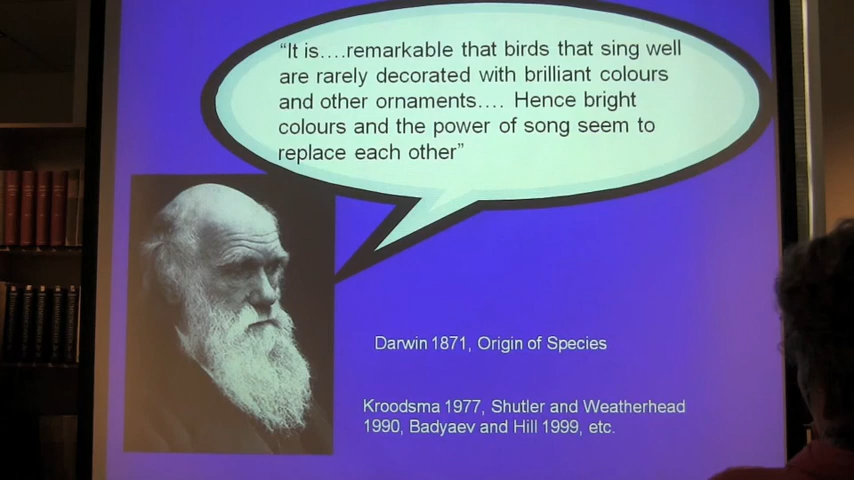 “It is….remarkable that birds that sing well
are rarely decorated with brilliant colours
and other ornaments…. Hence bright
colours and the power of song seem to
replace each other”
Darwin 1871, Origin of Species
Kroodsma 1977, Shutler and Weatherhead
1990, Badyaev and Hill 1999, etc.